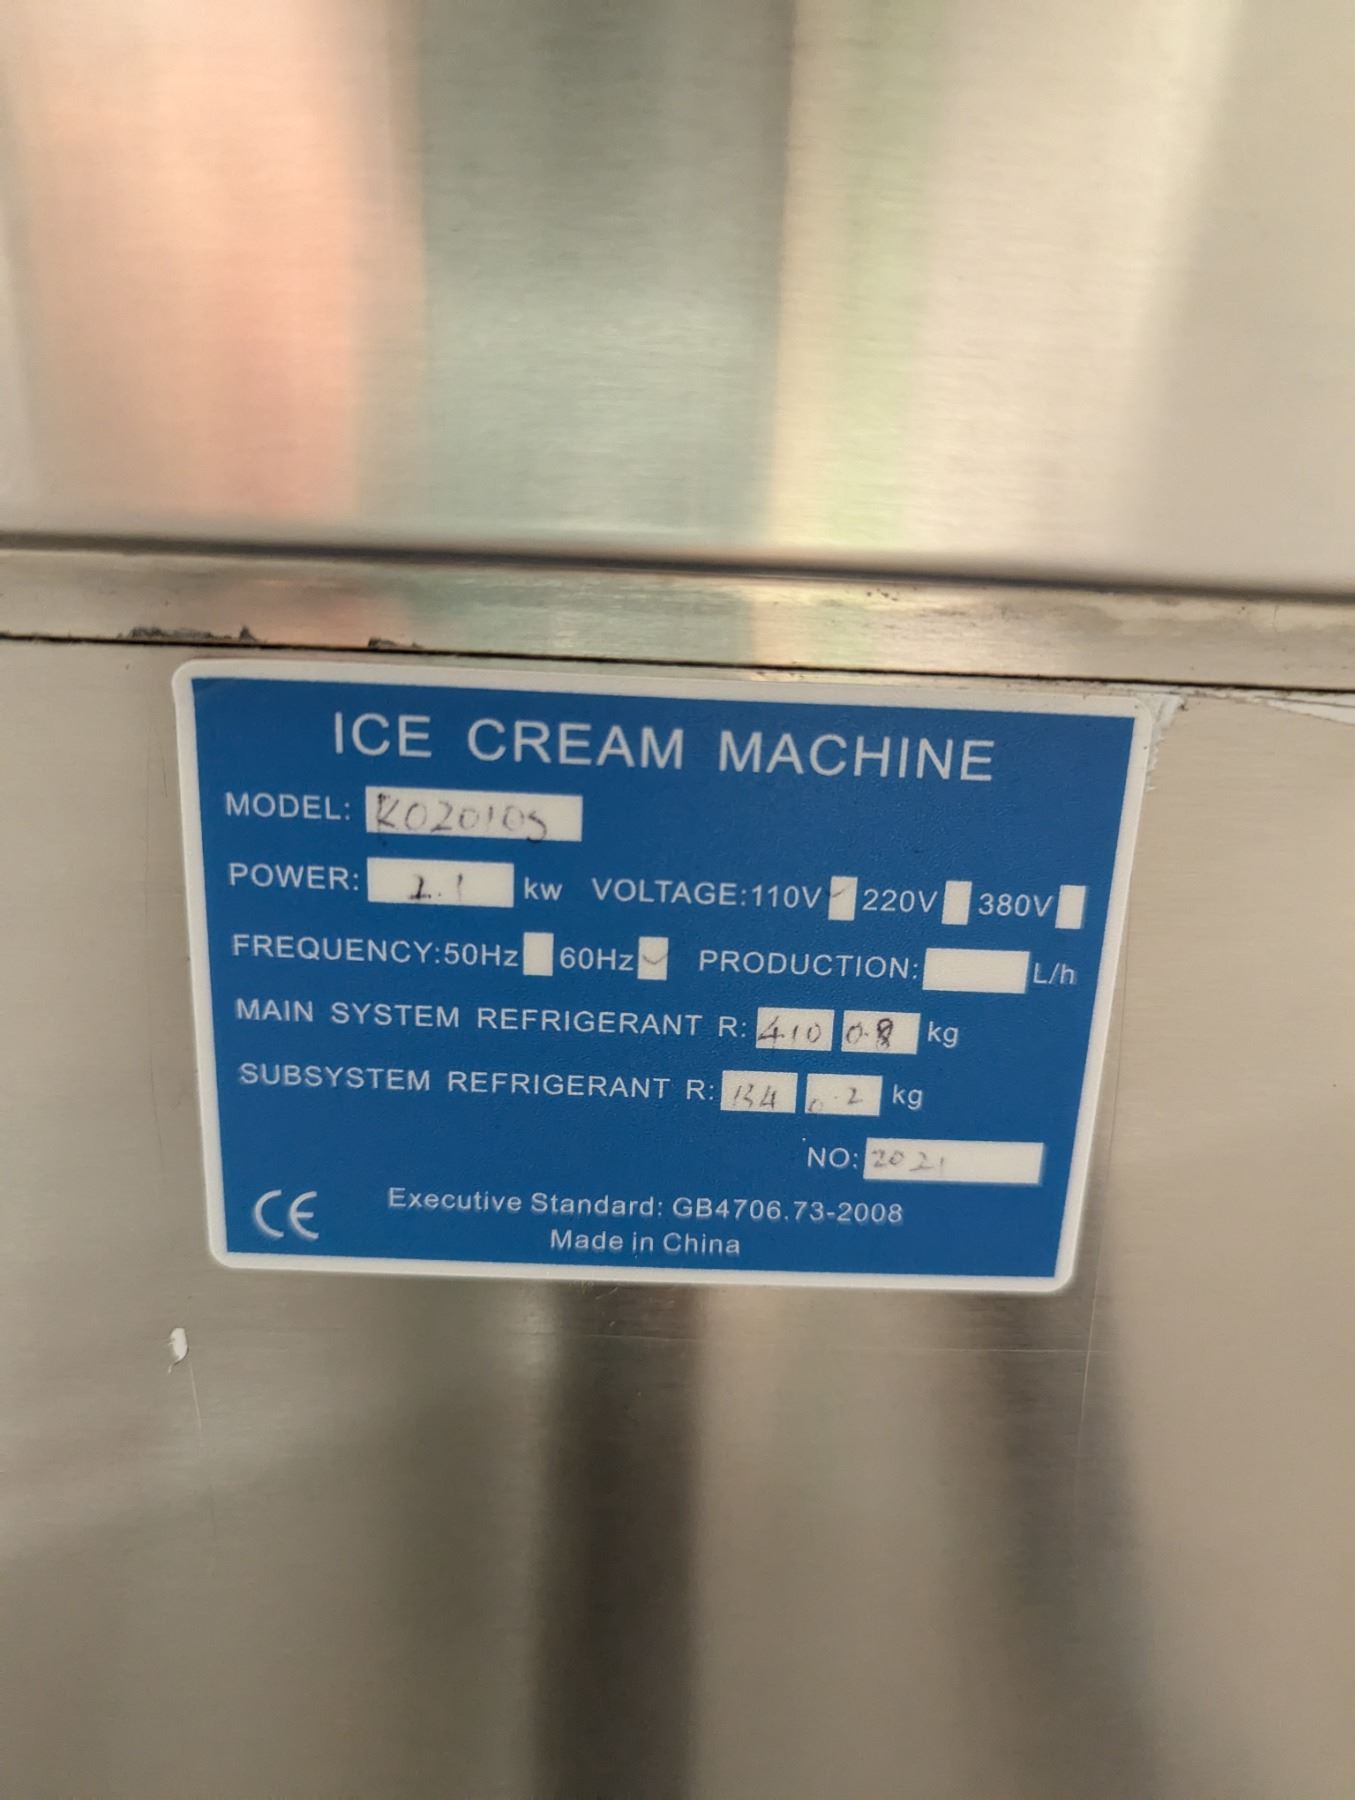 ICE CREAM MACHINE
MODEL: KO20105
POWER: 2.1 kw VOLTAGE:110V ✓ 220V 380V
FREQUENCY:50Hz 60Hz ✓ PRODUCTION: L/h
MAIN SYSTEM REFRIGERANT R: 410 0.8 kg
SUBSYSTEM REFRIGERANT R: 134 0.2 kg
NO: 2021
CE Executive Standard: GB4706.73-2008
Made in China